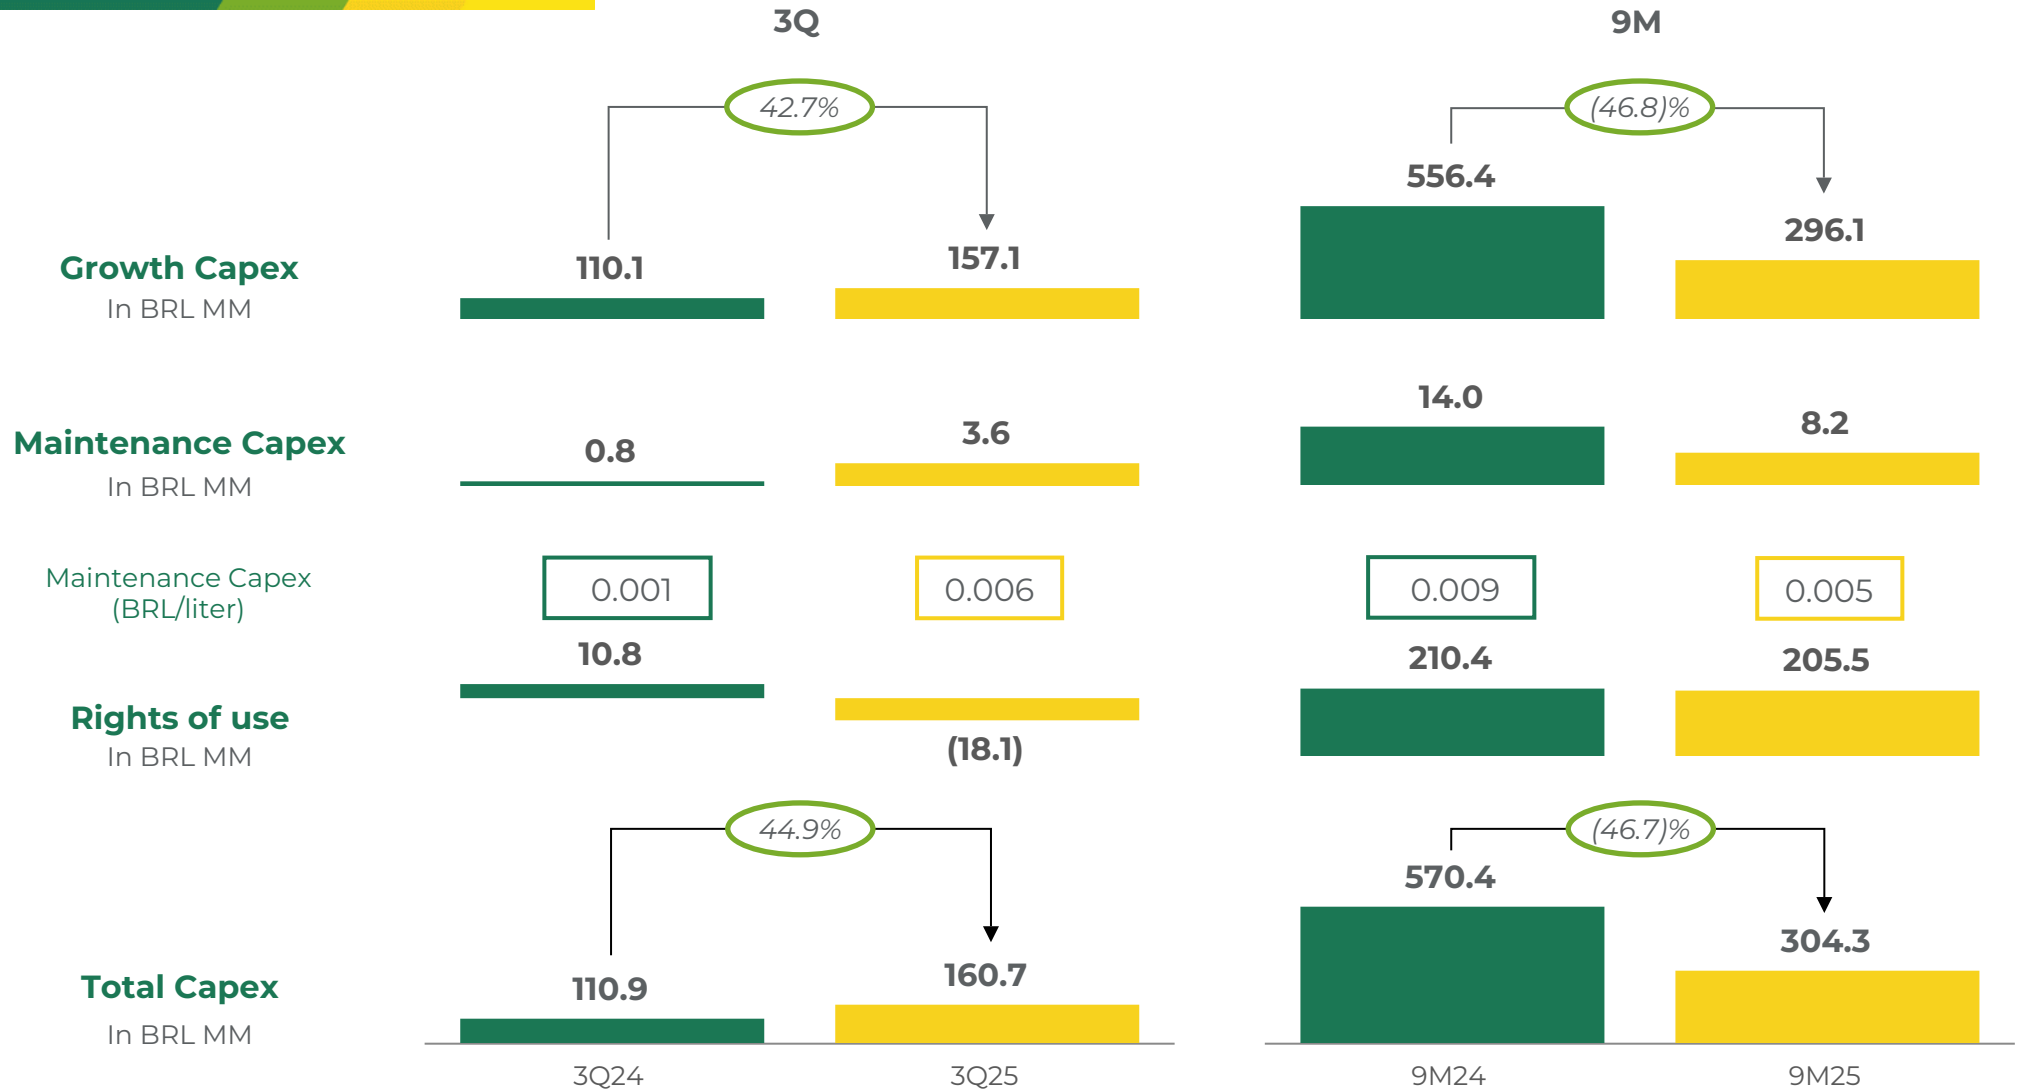 3Q
9M
42.7%
(46.8)%
Growth Capex
In BRL MM
110.1
157.1
556.4
296.1
Maintenance Capex
In BRL MM
0.8
3.6
14.0
8.2
Maintenance Capex
(BRL/liter)
0.001
0.006
0.009
0.005
Rights of use
In BRL MM
10.8
(18.1)
210.4
205.5
44.9%
(46.7)%
Total Capex
In BRL MM
110.9
160.7
570.4
304.3
3Q24
3Q25
9M24
9M25